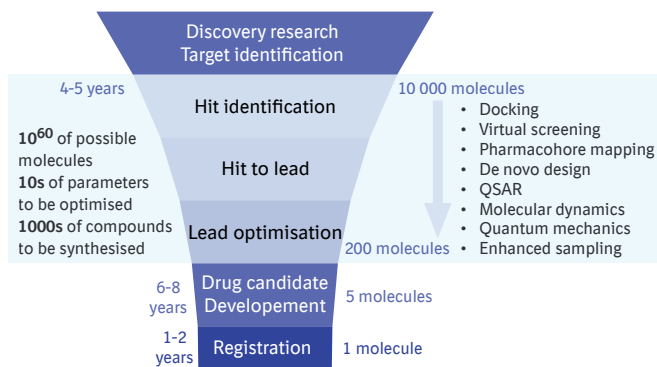 Discovery research
Target identification
4-5 years
10 000 molecules
Hit identification
10⁶⁰ of possible
molecules
10s of parameters
to be optimised
1000s of compounds
to be synthesised
Hit to lead
Lead optimisation
• Docking
• Virtual screening
• Pharmacohore mapping
• De novo design
• QSAR
• Molecular dynamics
• Quantum mechanics
• Enhanced sampling
200 molecules
6-8
years
Drug candidate
Developement
5 molecules
1-2
years
Registration
1 molecule